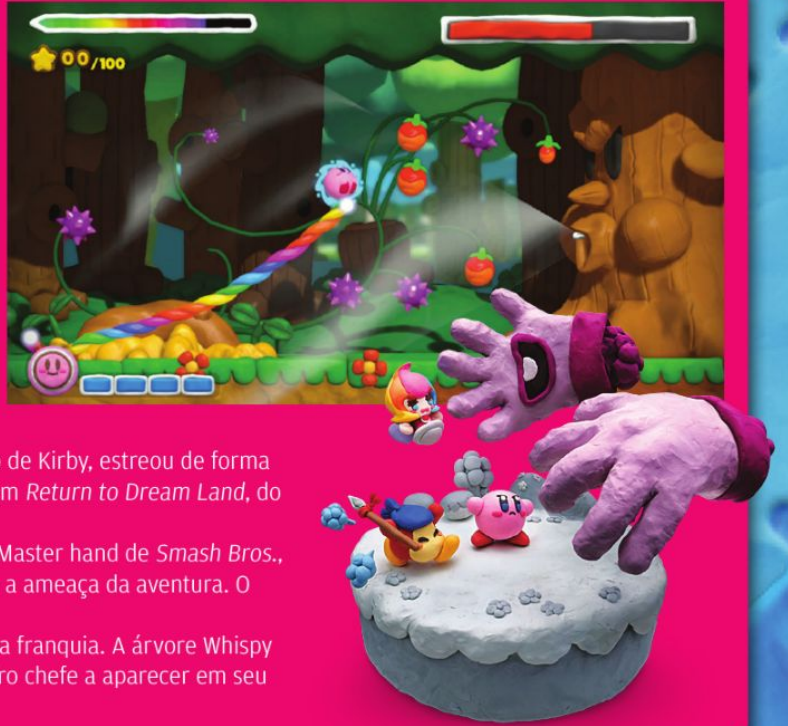 00/100
o de Kirby, estreou de forma
m Return to Dream Land, do
Master hand de Smash Bros.,
a ameaça da aventura. O
a franquia. A árvore Whispy
ro chefe a aparecer em seu